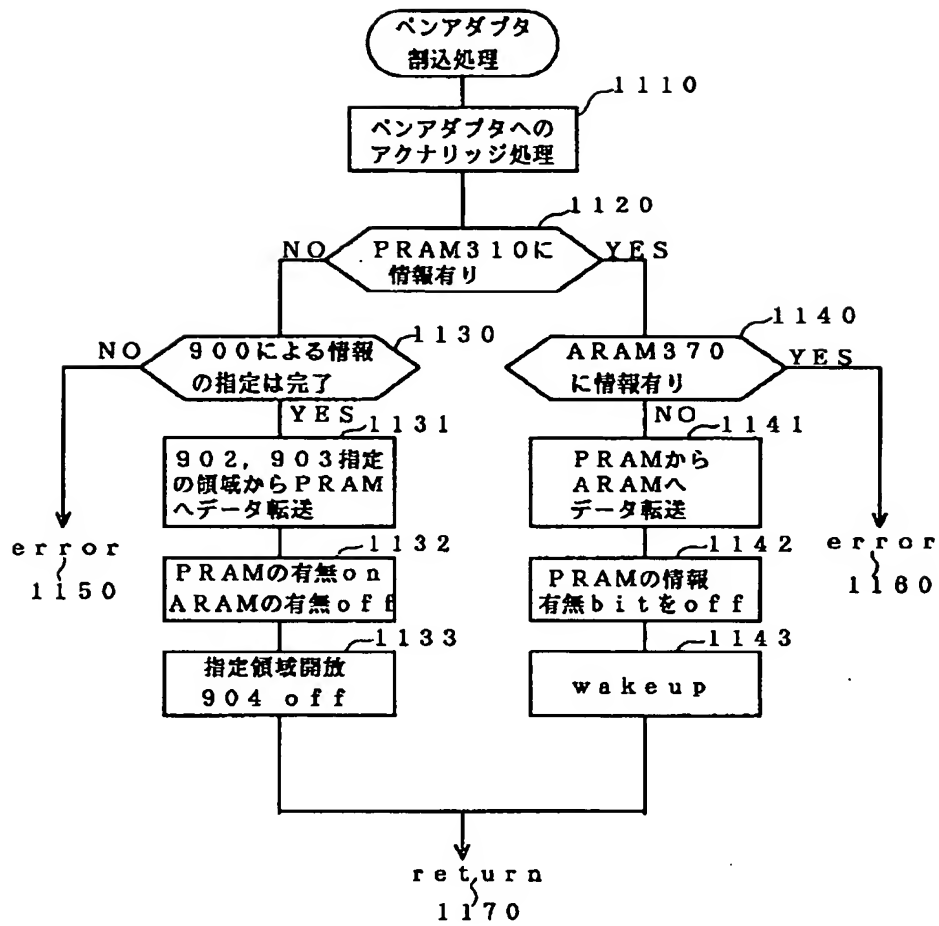 ペンアダプタ
割込処理
1110
ペンアダプタへの
アクナリッジ処理
1120
NO
PRAM310に
情報有り
YES
1130
NO
900による情報
の指定は完了
YES
1140
ARAM370
に情報有り
YES
NO
1131
902,903指定
の領域からPRAM
へデータ転送
1141
PRAMから
ARAMへ
データ転送
error
1150
error
1160
1132
PRAMの有無on
ARAMの有無off
1142
PRAMの情報
有無bitをoff
1133
指定領域開放
904 off
1143
wakeup
return
1170